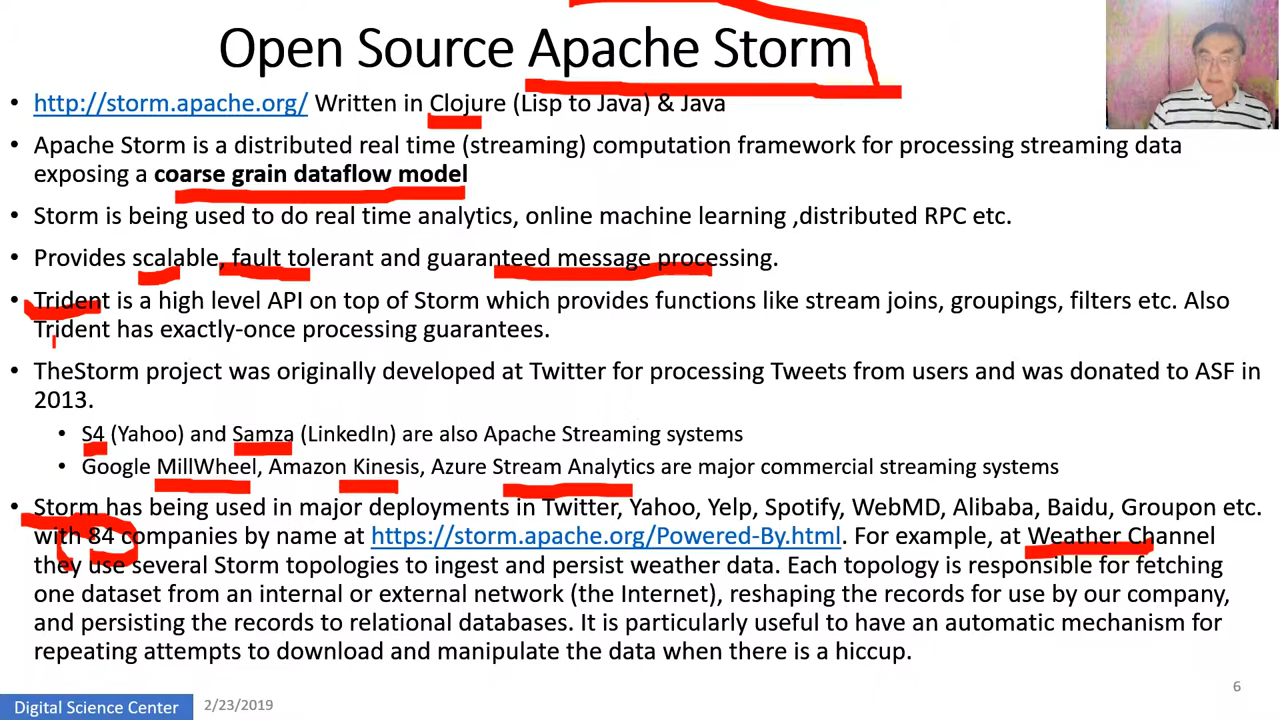 Open Source Apache Storm
• http://storm.apache.org/ Written in Clojure (Lisp to Java) & Java
• Apache Storm is a distributed real time (streaming) computation framework for processing streaming data
exposing a coarse grain dataflow model
• Storm is being used to do real time analytics, online machine learning ,distributed RPC etc.
• Provides scalable, fault tolerant and guaranteed message processing.
• Trident is a high level API on top of Storm which provides functions like stream joins, groupings, filters etc. Also
Trident has exactly-once processing guarantees.
• TheStorm project was originally developed at Twitter for processing Tweets from users and was donated to ASF in
2013.
• S4 (Yahoo) and Samza (LinkedIn) are also Apache Streaming systems
• Google MillWheel, Amazon Kinesis, Azure Stream Analytics are major commercial streaming systems
• Storm has being used in major deployments in Twitter, Yahoo, Yelp, Spotify, WebMD, Alibaba, Baidu, Groupon etc.
with 84 companies by name at https://storm.apache.org/Powered-By.html. For example, at Weather Channel
they use several Storm topologies to ingest and persist weather data. Each topology is responsible for fetching
one dataset from an internal or external network (the Internet), reshaping the records for use by our company,
and persisting the records to relational databases. It is particularly useful to have an automatic mechanism for
repeating attempts to download and manipulate the data when there is a hiccup.
Digital Science Center 2/23/2019 6